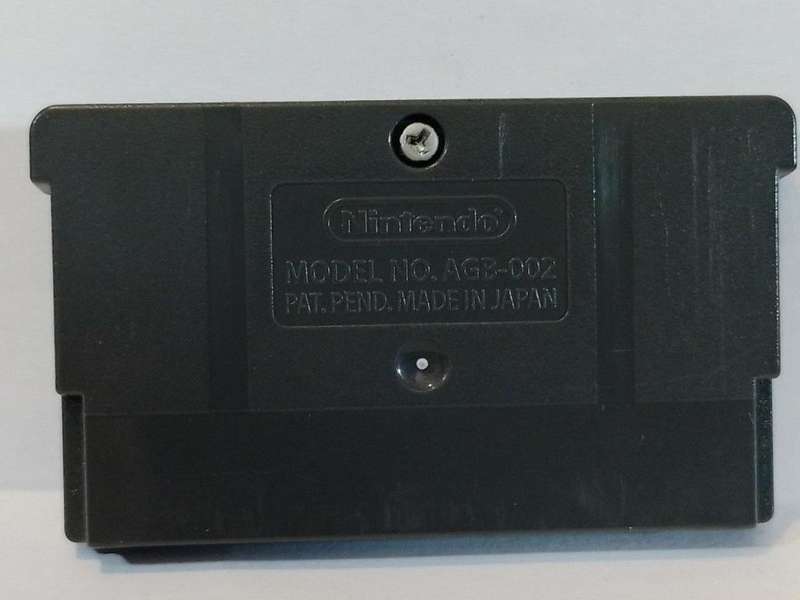 Nintendo
MODEL NO. AGB-002
PAT. PEND. MADE IN JAPAN